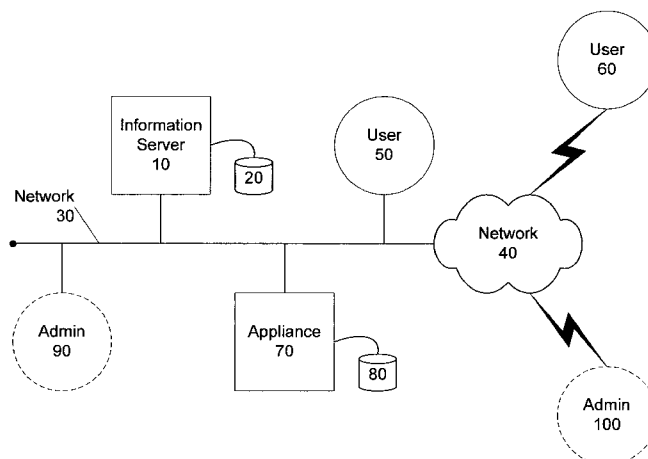 User
60
Information
Server
10
20
User
50
Network
30
Network
40
Admin
90
Appliance
70
80
Admin
100